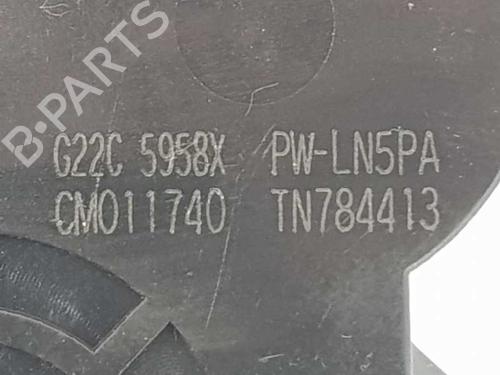 B-PARTS
G22C 5958X PW-LN5PA
CM011740 TN784413